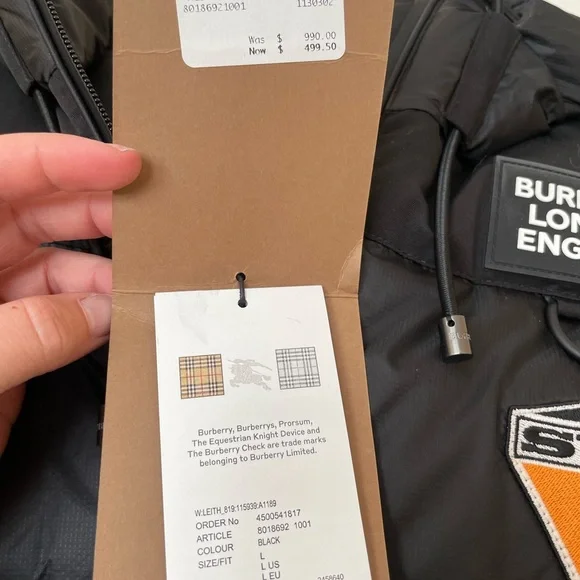 80186921001 1130302
Was $ 990.00
Now $ 499.50
BUR
LON
ENG
Burberry, Burberrys, Prorsum,
The Equestrian Knight Device and
The Burberry Check are trade marks
belonging to Burberry Limited.
W:LEITH_819:115939:A1189
ORDER No 4500541817
ARTICLE 8018692 1001
COLOUR BLACK
SIZE/FIT L
L US
L EU